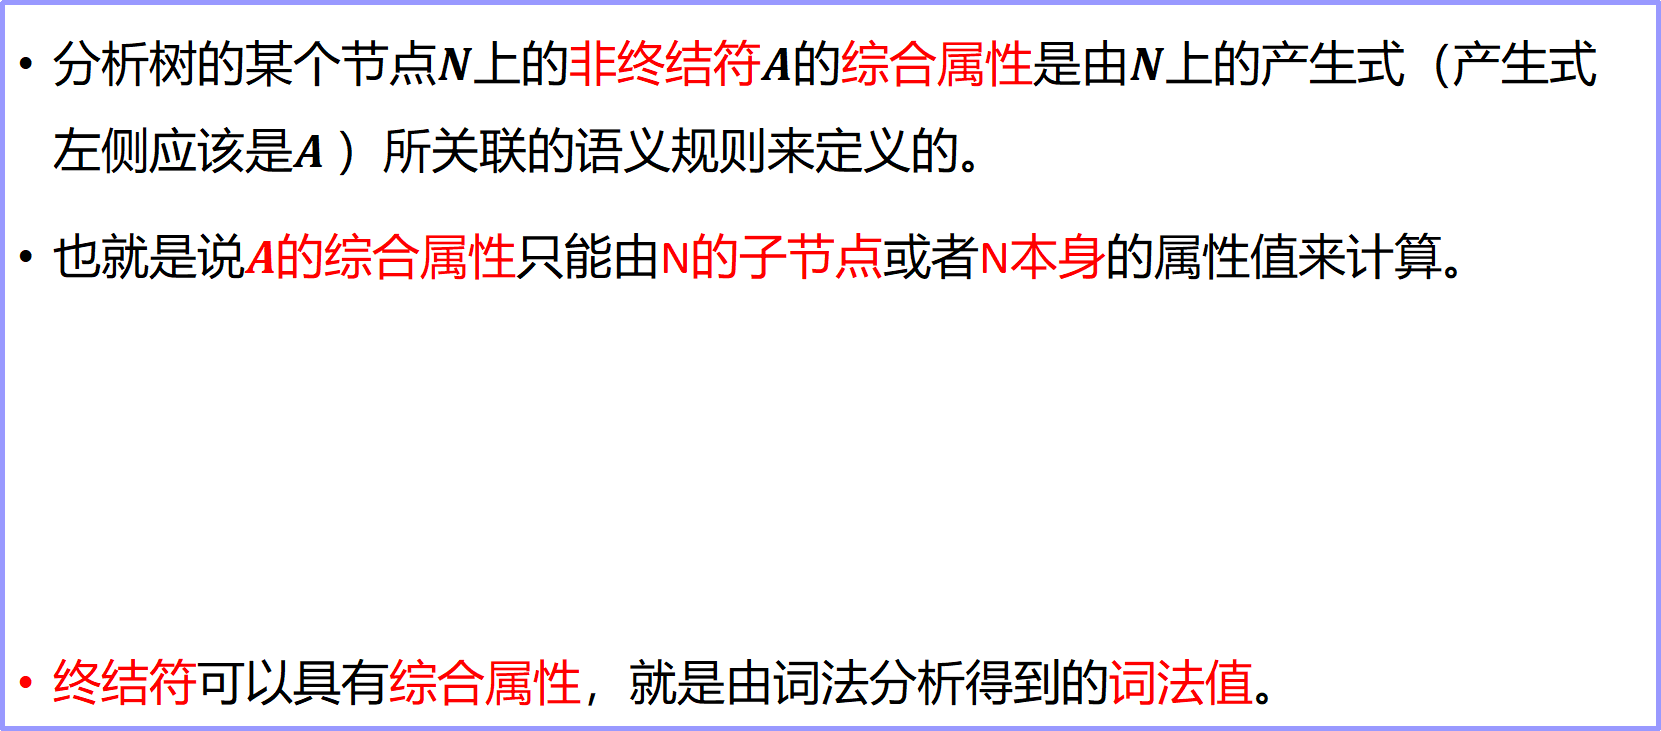 • 分析树的某个节点N上的非终结符A的综合属性是由N上的产生式（产生式
左侧应该是A ）所关联的语义规则来定义的。
• 也就是说A的综合属性只能由N的子节点或者N本身的属性值来计算。
• 终结符可以具有综合属性，就是由词法分析得到的词法值。